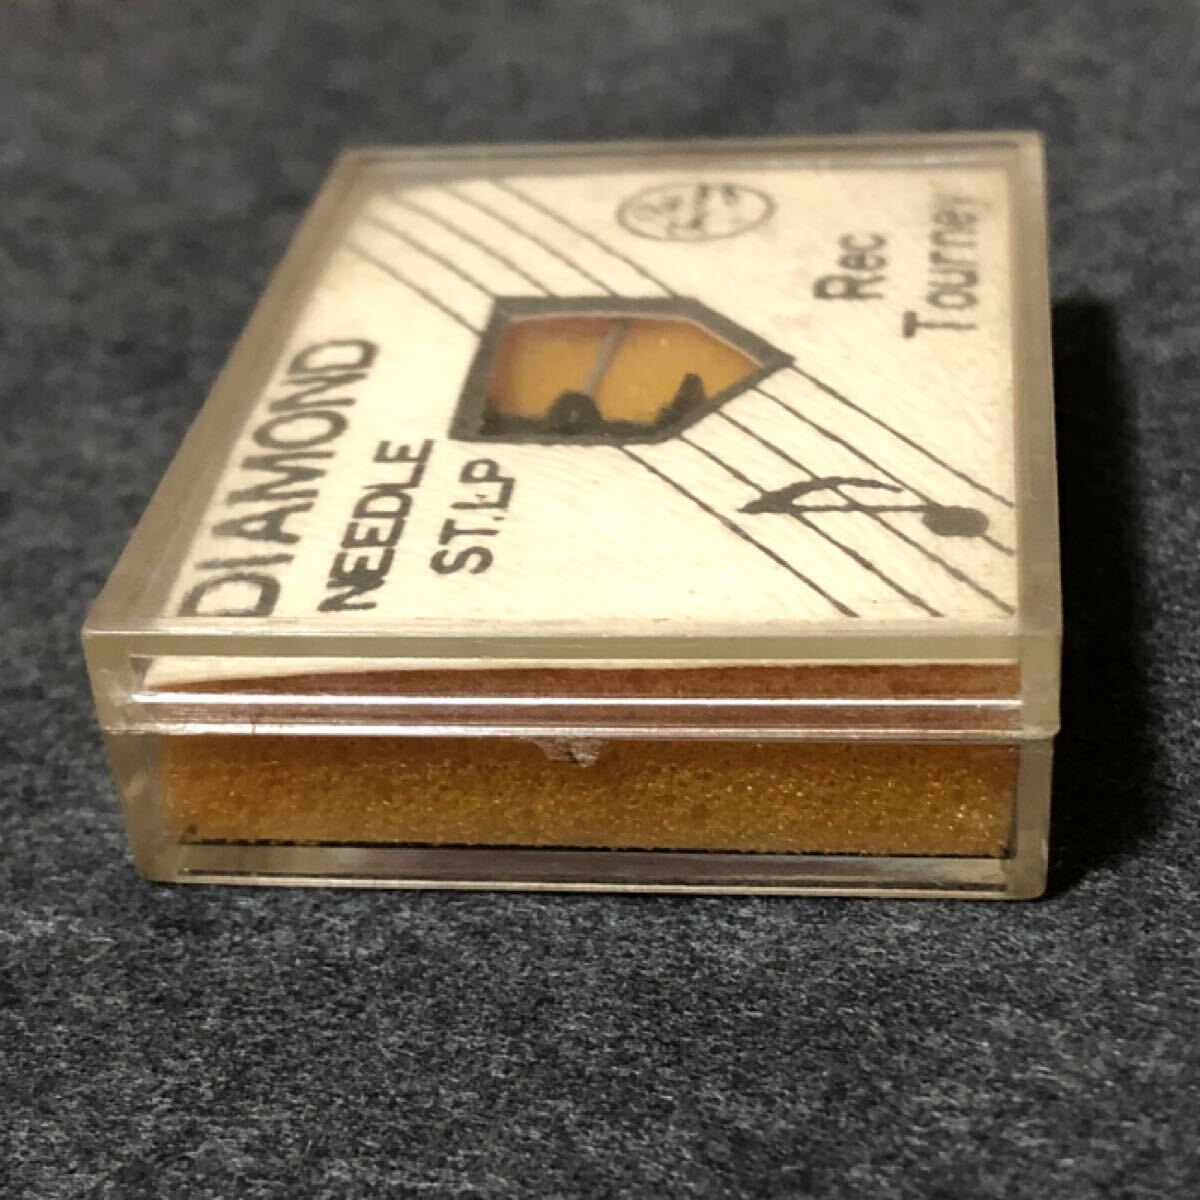 DIAMOND
NEEDLE
ST.LP
Rec
Tourney